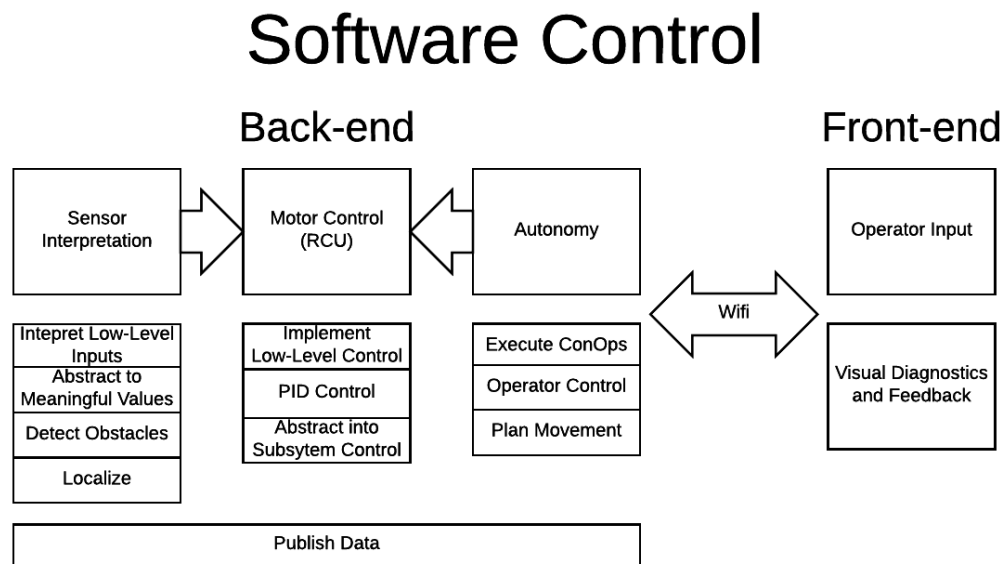 Software Control
Back-end
Front-end
Sensor
Interpretation
Motor Control
(RCU)
Autonomy
Operator Input
Wifi
Intepret Low-Level
Inputs
Abstract to
Meaningful Values
Detect Obstacles
Localize
Implement
Low-Level Control
PID Control
Abstract into
Subsytem Control
Execute ConOps
Operator Control
Plan Movement
Visual Diagnostics
and Feedback
Publish Data